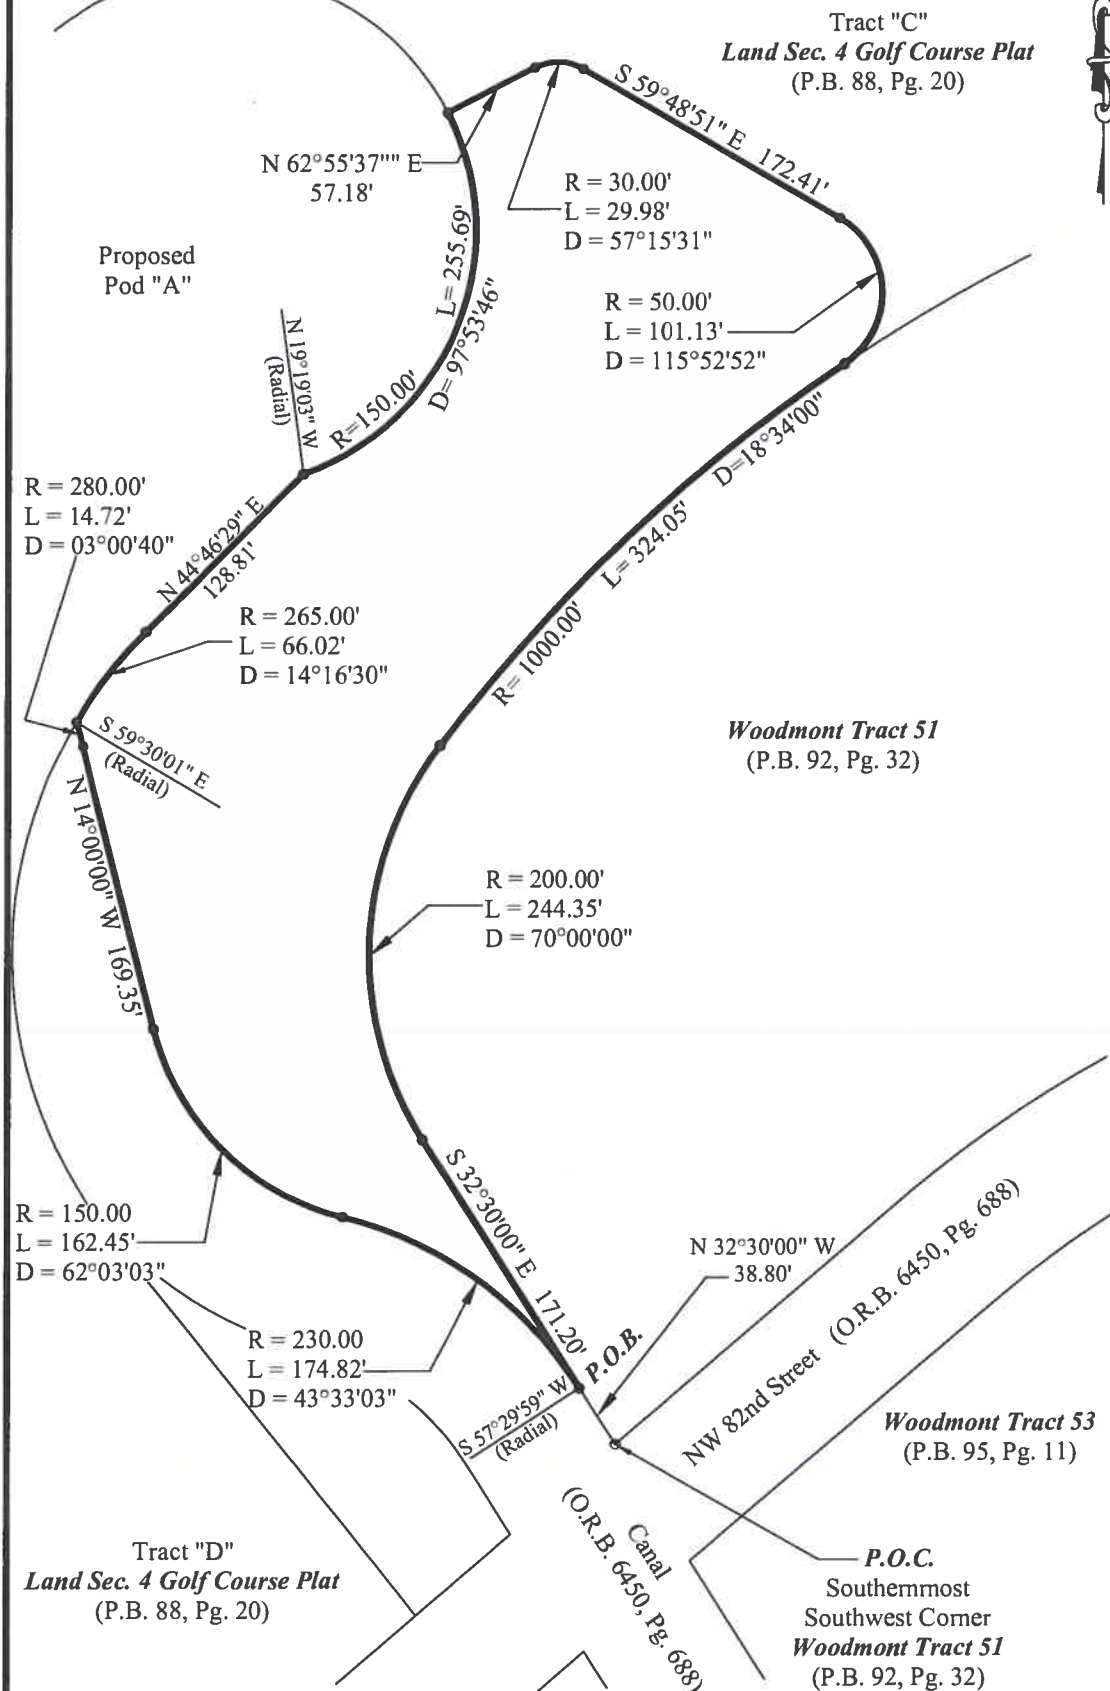 Tract "C"
Land Sec. 4 Golf Course Plat
(P.B. 88, Pg. 20)
S 59°48'51" E 172.41'
N 62°55'37"" E
57.18'
R = 30.00'
L = 29.98'
D = 57°15'31"
Proposed
Pod "A"
L= 255.69'
D= 97°53'46"
R=150.00'
R = 50.00'
L = 101.13'
D = 115°52'52"
N 19°19'03" W
(Radial)
R = 280.00'
L = 14.72'
D = 03°00'40"
N 44°46'29" E
128.81'
D=18°34'00"
L= 324.05'
R= 1000.00'
R = 265.00'
L = 66.02'
D = 14°16'30"
S 59°30'01" E
(Radial)
Woodmont Tract 51
(P.B. 92, Pg. 32)
N 14°00'00" W 169.35'
R = 200.00'
L = 244.35'
D = 70°00'00"
S 32°30'00" E 171.20'
R = 150.00
L = 162.45'
D = 62°03'03"
N 32°30'00" W
38.80'
NW 82nd Street (O.R.B. 6450, Pg. 688)
R = 230.00
L = 174.82'
D = 43°33'03"
P.O.B.
S 57°29'59" W
(Radial)
Woodmont Tract 53
(P.B. 95, Pg. 11)
Canal
(O.R.B. 6450, Pg. 688)
Tract "D"
Land Sec. 4 Golf Course Plat
(P.B. 88, Pg. 20)
P.O.C.
Southernmost
Southwest Corner
Woodmont Tract 51
(P.B. 92, Pg. 32)